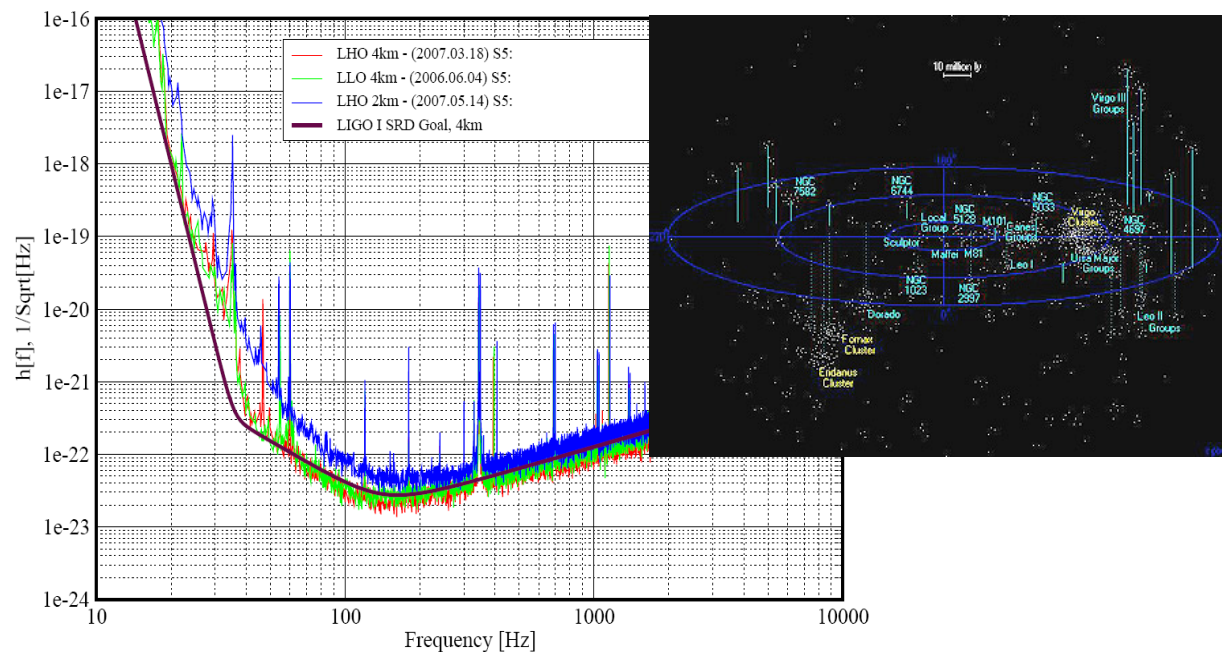 1e-16
1e-17
1e-18
1e-19
1e-20
1e-21
1e-22
1e-23
1e-24
h[f], 1/Sqrt[Hz]
LHO 4km - (2007.03.18) S5:
LLO 4km - (2006.06.04) S5:
LHO 2km - (2007.05.14) S5:
LIGO I SRD Goal, 4km
10
100
1000
10000
Frequency [Hz]
10 million ly
Virgo III
Groups
180°
NGC
7582
NGC
6744
NGC
5033
Local
Group
NGC
5128
M101
Canes
Groups
Virgo
Cluster
NGC
4697
Sculptor
Maffei
M81
Leo I
Ursa Major
Groups
NGC
1023
NGC
2997
0°
Dorado
Leo II
Groups
Fornax
Cluster
Eridanus
Cluster